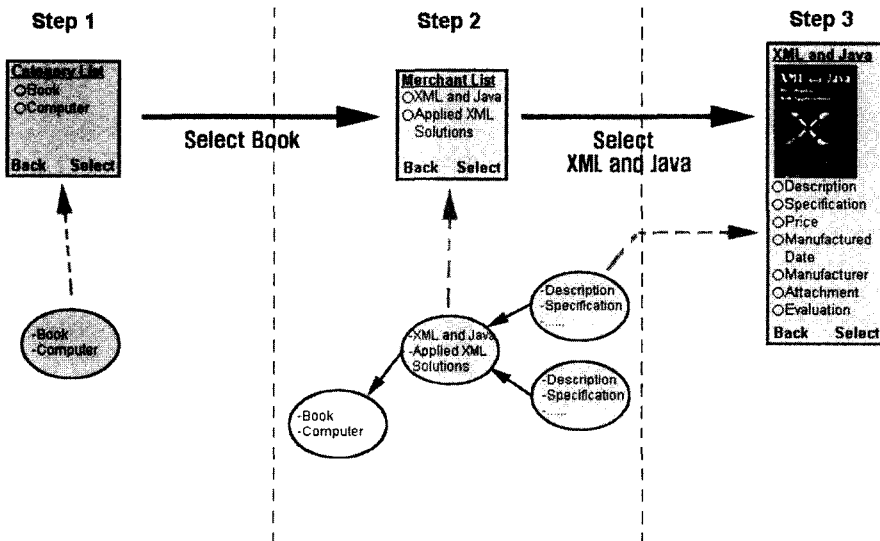 Step 1
Step 2
Step 3
Category List
Book
Computer
Back Select
Select Book
Merchant List
XML and Java
Applied XML
Solutions
Back Select
Select
XML and Java
XML and Java
XML and Java
Description
Specification
Price
Manufactured
Date
Manufacturer
Attachment
Evaluation
Back Select
-Book
-Computer
-XML and Java
-Applied XML
Solutions
-Description
-Specification
......
-Description
-Specification
-......
-Book
-Computer